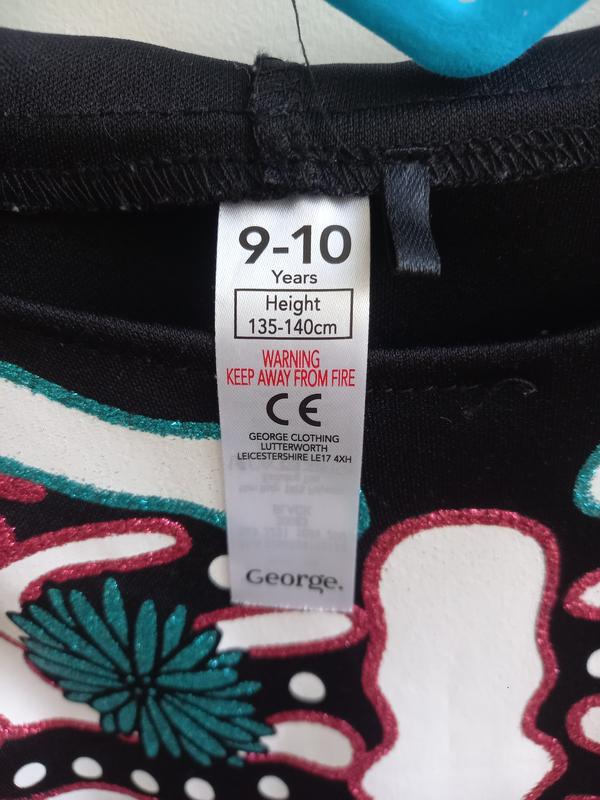 9-10
Years
Height
135-140cm
WARNING
KEEP AWAY FROM FIRE
CE
GEORGE CLOTHING
LUTTERWORTH
LEICESTERSHIRE LE17 4XH
George.